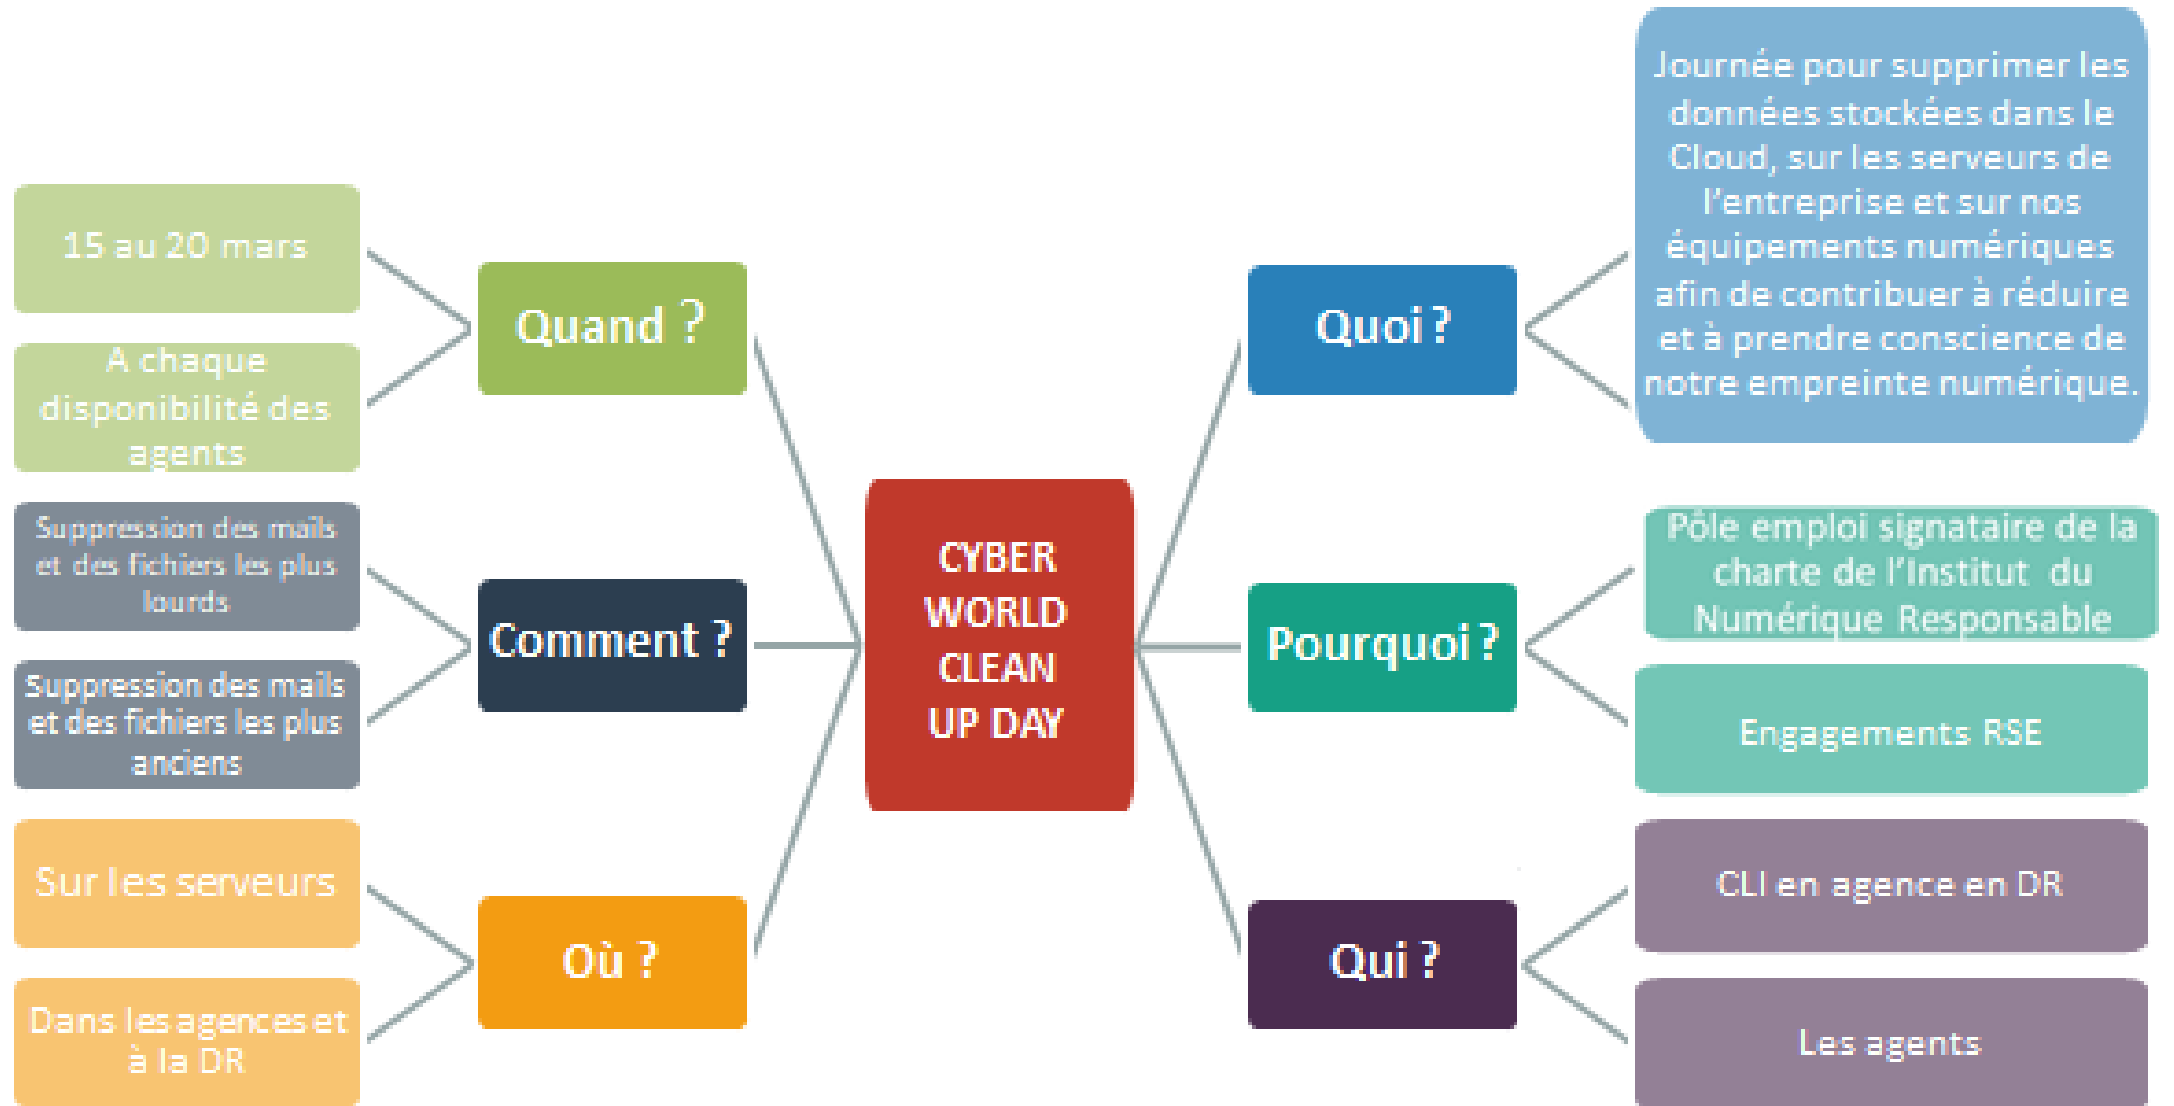 15 au 20 mars
A chaque
disponibilité des
agents
Quand ?
Suppression des mails
et des fichiers les plus
lourds
Suppression des mails
et des fichiers les plus
anciens
Comment ?
Sur les serveurs
Dans les agences et
à la DR
Où ?
CYBER
WORLD
CLEAN
UP DAY
Quoi ?
Journée pour supprimer les
données stockées dans le
Cloud, sur les serveurs de
l'entreprise et sur nos
équipements numériques
afin de contribuer à réduire
et à prendre conscience de
notre empreinte numérique.
Pourquoi ?
Pôle emploi signataire de la
charte de l'Institut du
Numérique Responsable
Engagements RSE
Qui ?
CLI en agence en DR
Les agents